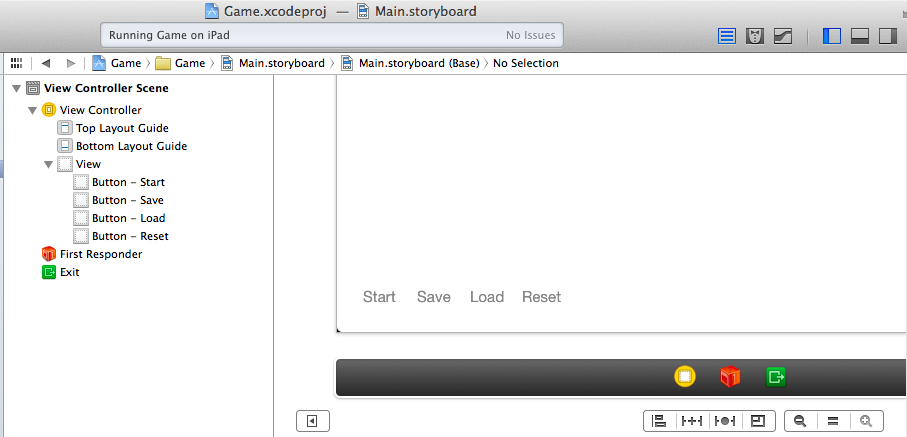 Game.xcodeproj — Main.storyboard
Running Game on iPad No Issues
Game Game Main.storyboard Main.storyboard (Base) No Selection
View Controller Scene
View Controller
Top Layout Guide
Bottom Layout Guide
View
Button – Start
Button – Save
Button – Load
Button – Reset
First Responder
Exit
Start Save Load Reset